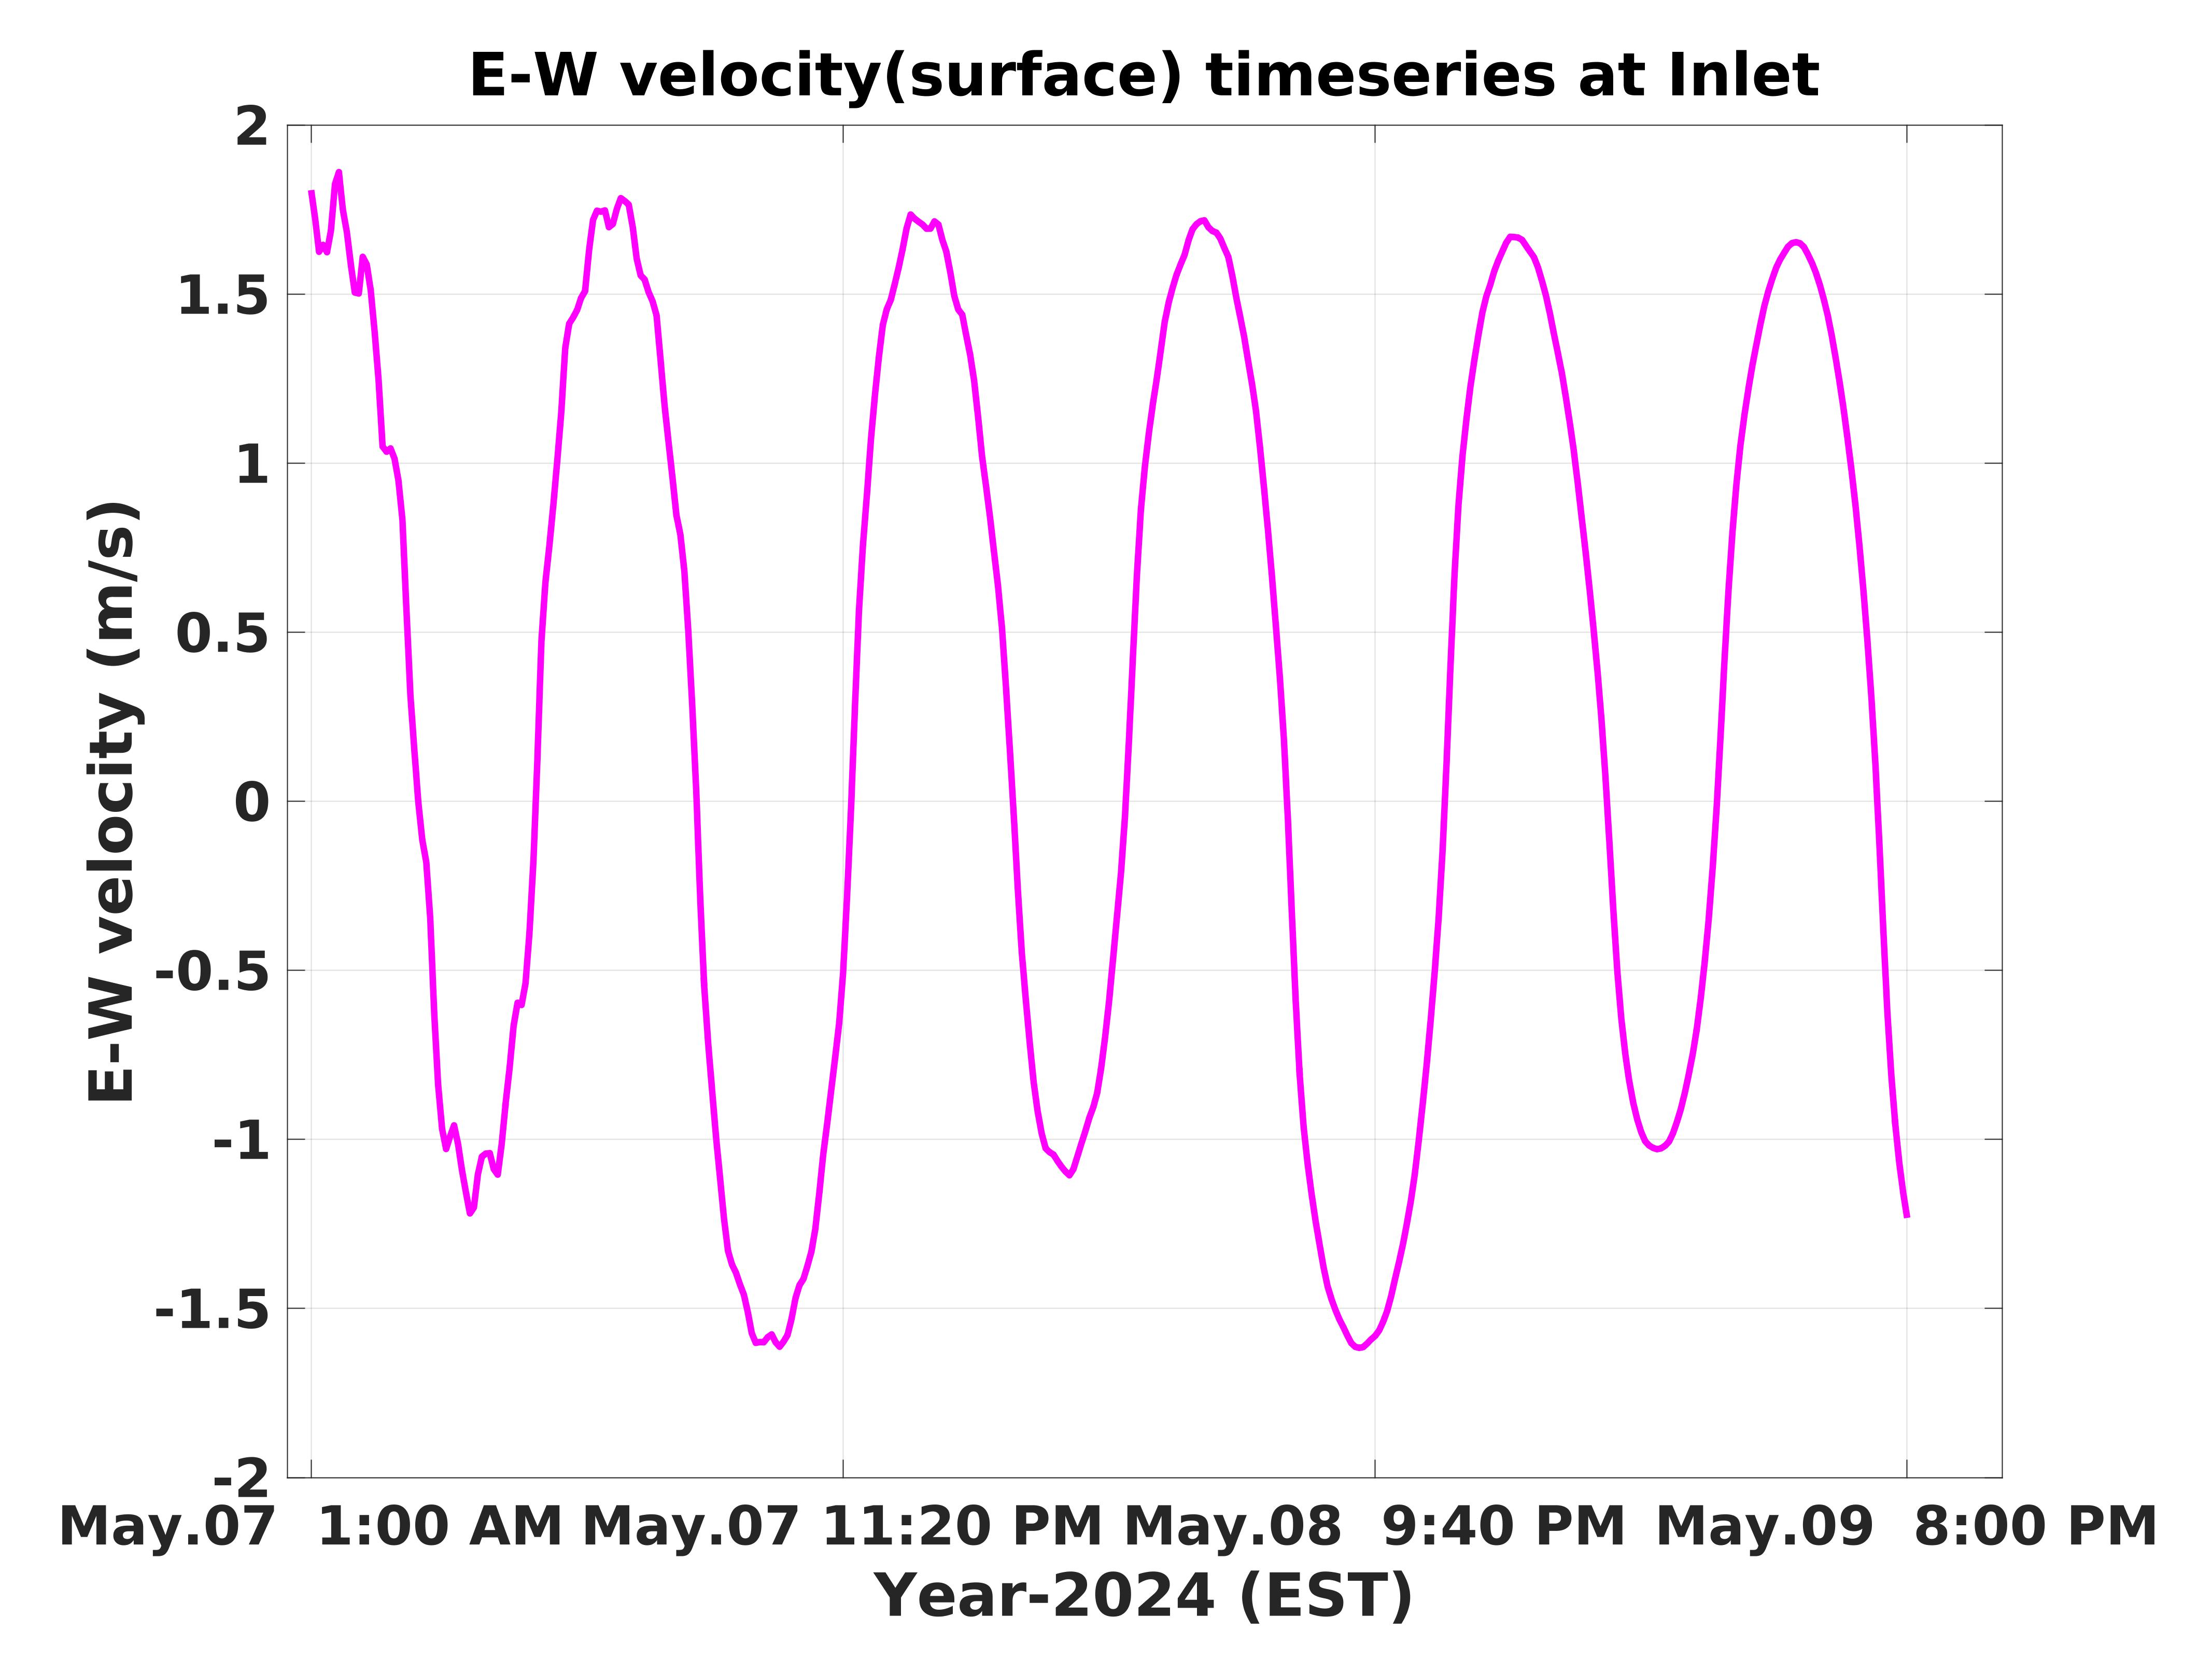 E-W velocity(surface) timeseries at Inlet
E-W velocity (m/s)
2
1.5
1
0.5
0
-0.5
-1
-1.5
-2
May.07 1:00 AM May.07 11:20 PM May.08 9:40 PM May.09 8:00 PM
Year-2024 (EST)